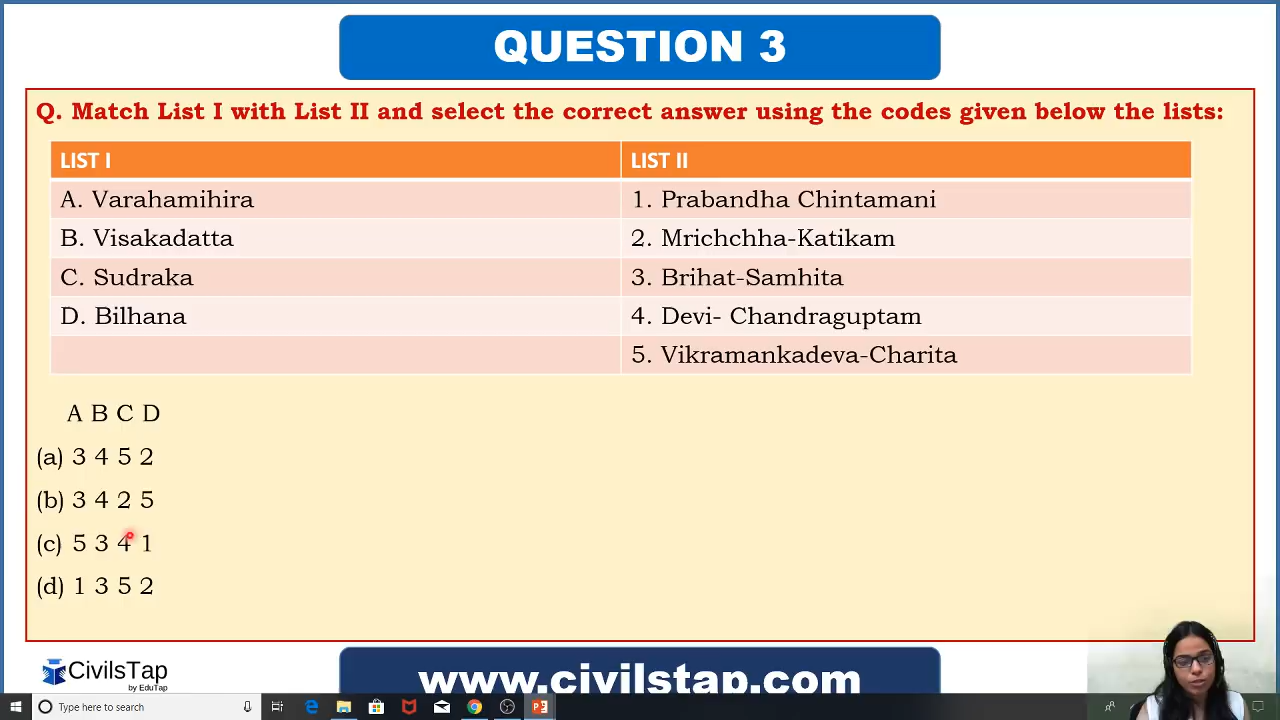 QUESTION 3
Q. Match List I with List II and select the correct answer using the codes given below the lists:
LIST I LIST II
A. Varahamihira 1. Prabandha Chintamani
B. Visakadatta 2. Mrichchha-Katikam
C. Sudraka 3. Brihat-Samhita
D. Bilhana 4. Devi- Chandraguptam
5. Vikramankadeva-Charita
A B C D
(a) 3 4 5 2
(b) 3 4 2 5
(c) 5 3 4 1
(d) 1 3 5 2
CivilsTap
by EduTap
www.civilstap.com
Type here to search